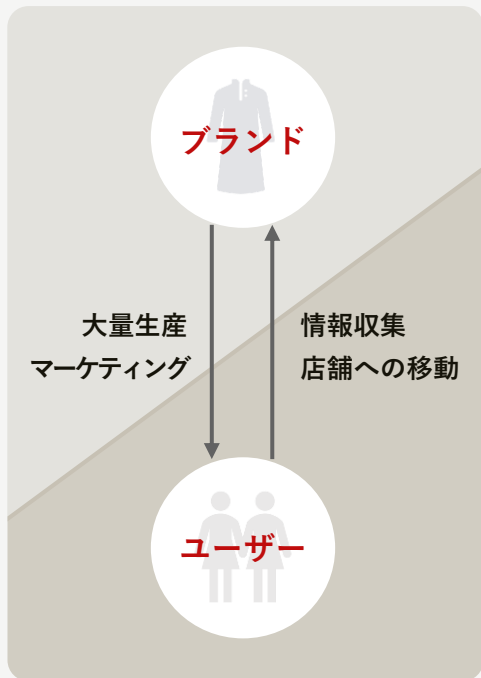 ブランド
大量生産
マーケティング
情報収集
店舗への移動
ユーザー